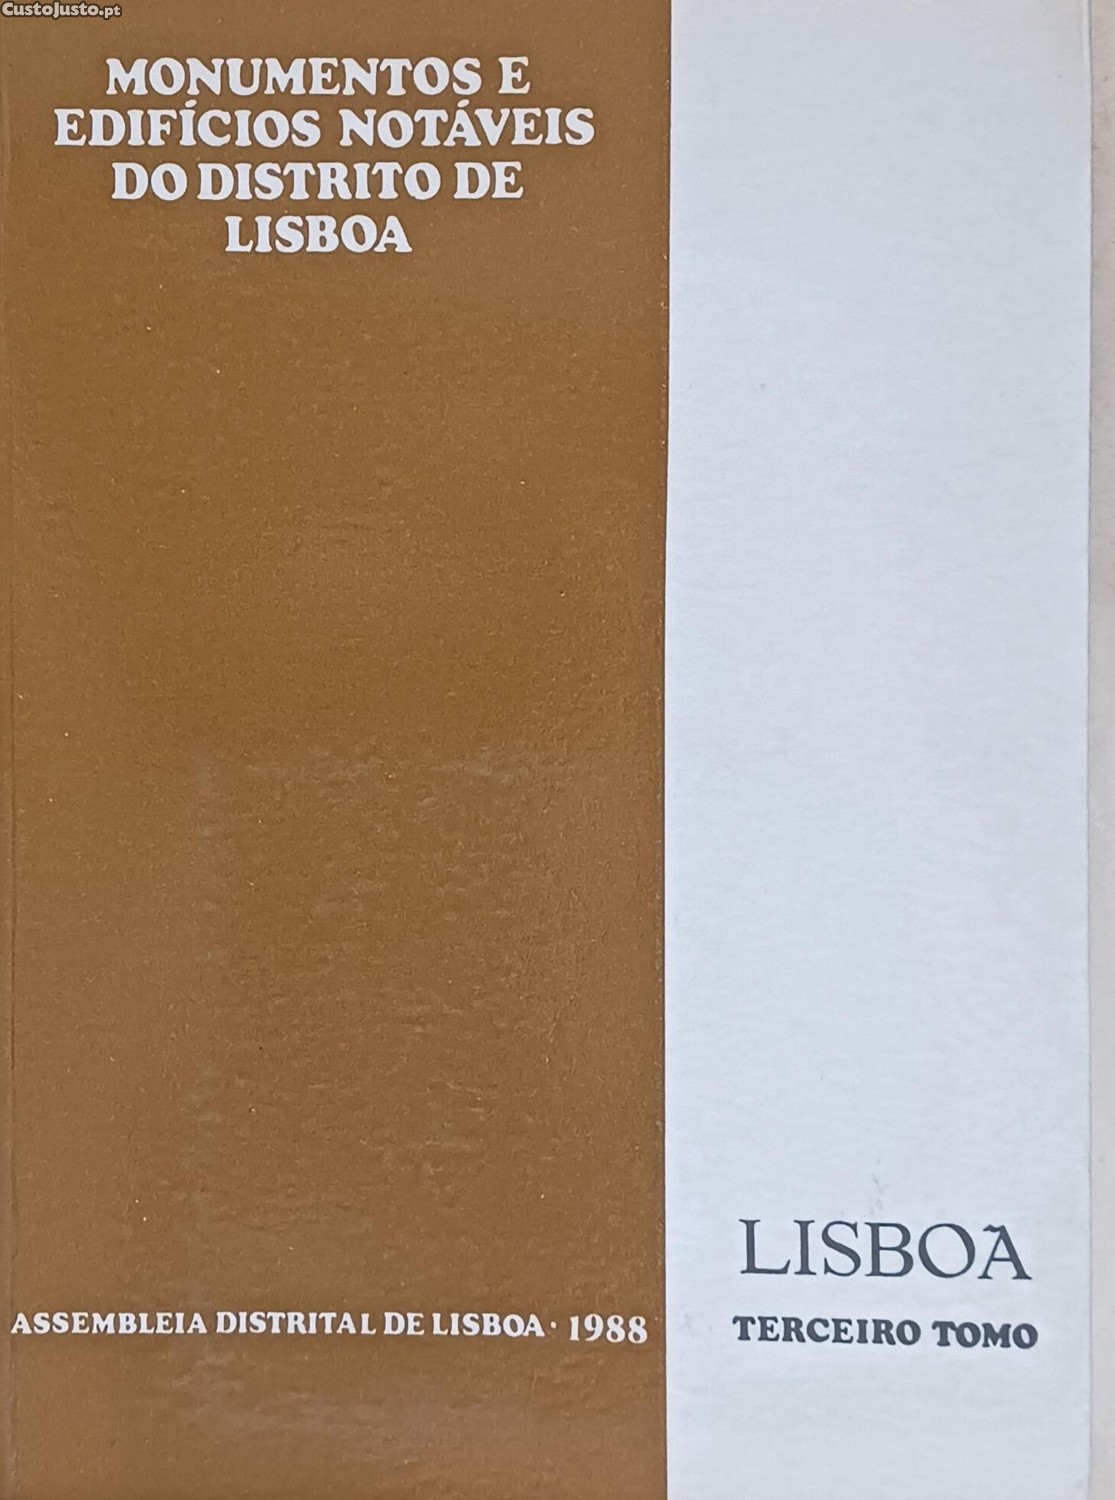 CustoJusto.pt
MONUMENTOS E
EDIFÍCIOS NOTÁVEIS
DO DISTRITO DE
LISBOA
LISBOA
ASSEMBLEIA DISTRITAL DE LISBOA · 1988
TERCEIRO TOMO